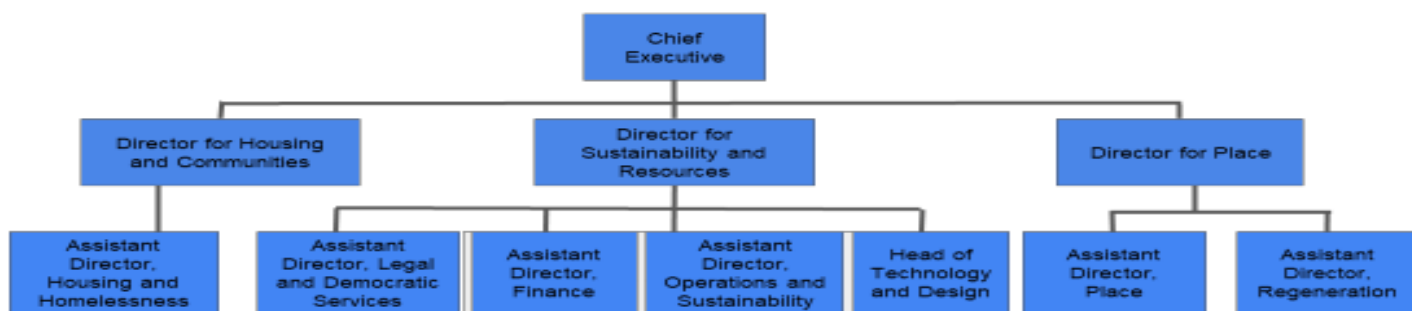 Chief
Executive
Director for Housing
and Communities
Director for
Sustainability and
Resources
Director for Place
Assistant
Director,
Housing and
Homelessness
Assistant
Director, Legal
and Democratic
Services
Assistant
Director,
Finance
Assistant
Director,
Operations and
Sustainability
Head of
Technology
and Design
Assistant
Director,
Place
Assistant
Director,
Regeneration